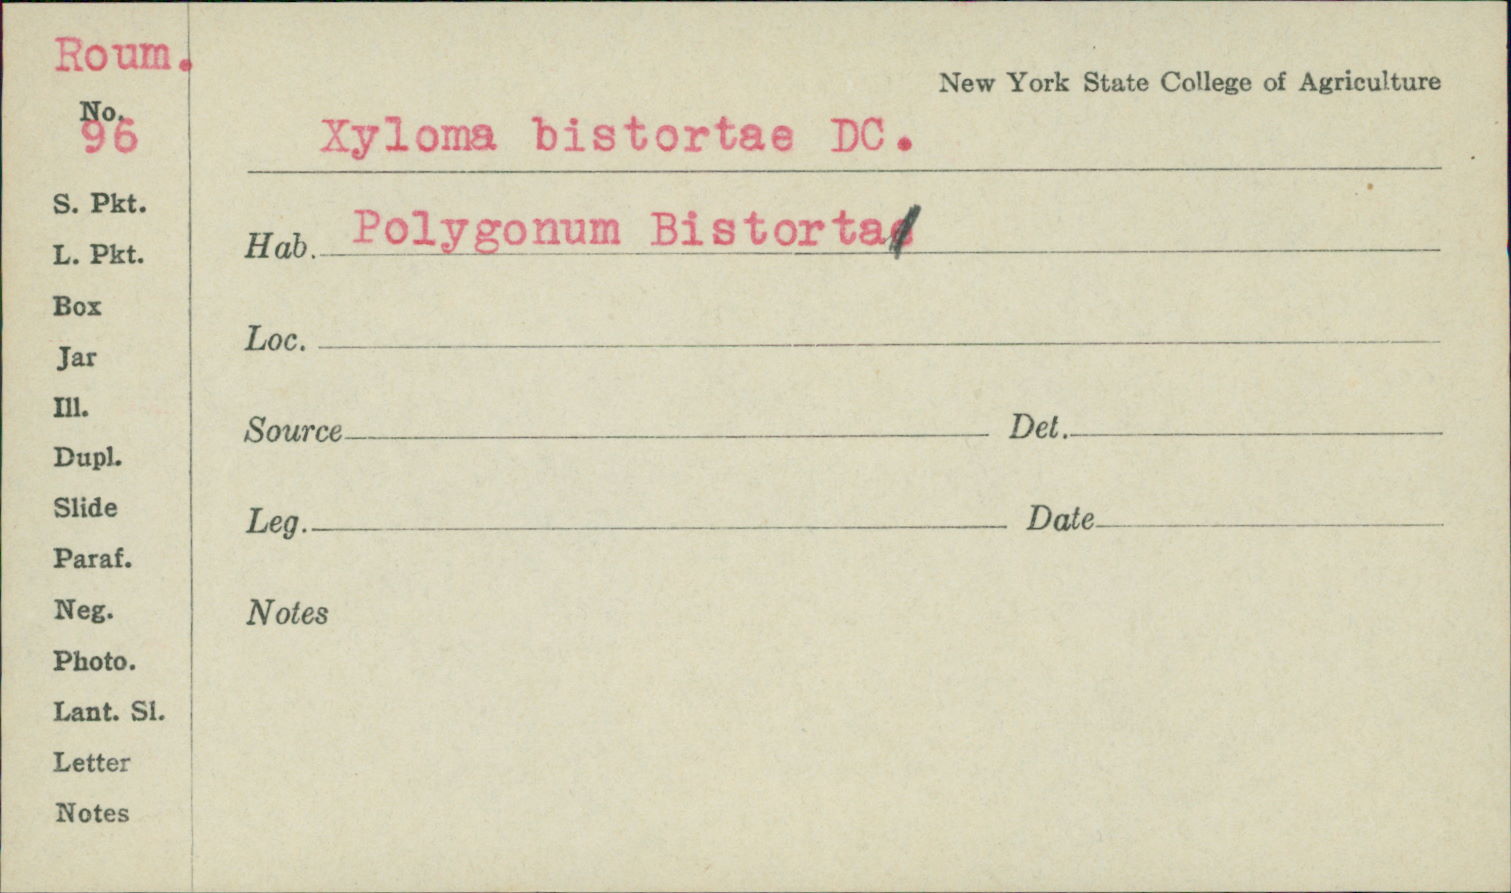 Roum.
No.
96
S. Pkt.
L. Pkt.
Box
Jar
Ill.
Dupl.
Slide
Paraf.
Neg.
Photo.
Lant. Sl.
Letter
Notes
New York State College of Agriculture
Xyloma bistortae DC.
Hab. Polygonum Bistorta
Loc.
Source Det.
Leg. Date
Notes